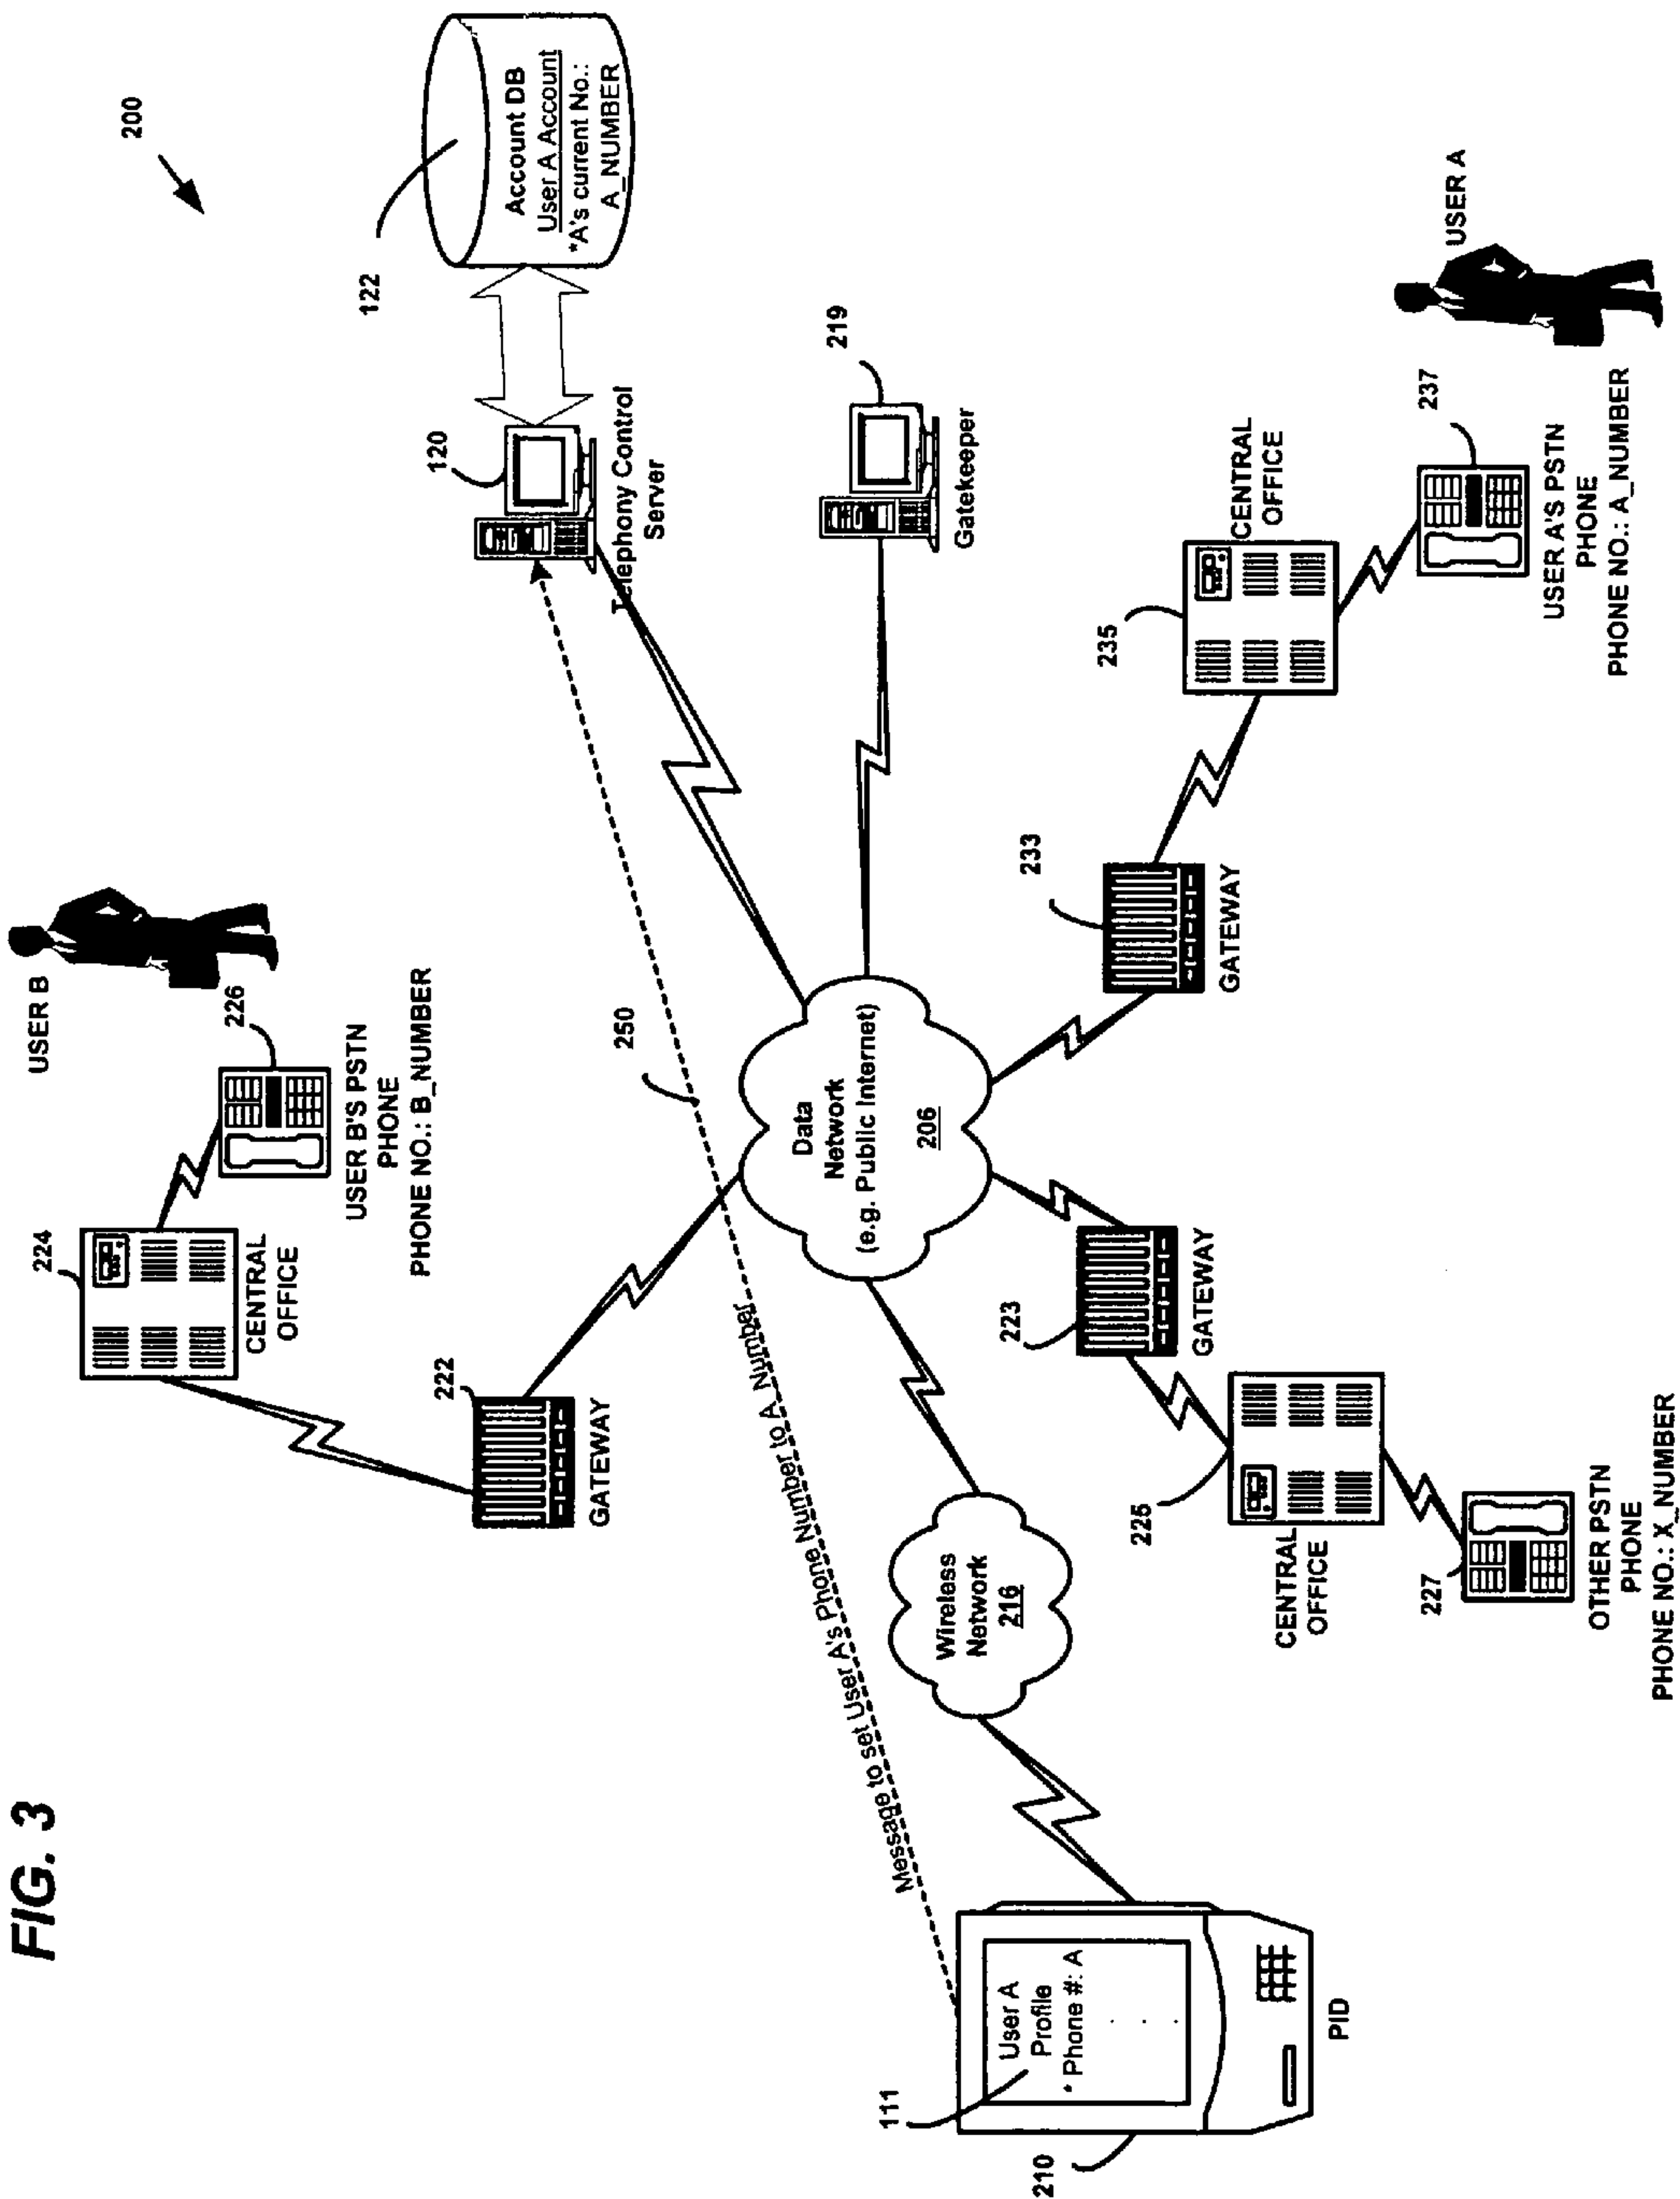 FIG. 3
200
USER B
224
CENTRAL
OFFICE
226
USER B'S PSTN
PHONE
PHONE NO.: B_NUMBER
222
GATEWAY
250
Message to set User A's Phone Number to A_Number
120
Telephony Control
Server
122
Account DB
User A Account
*A's current No.:
A_NUMBER
219
Gatekeeper
Data
Network
(e.g. Public Internet)
206
Wireless
Network
216
111
User A
Profile
* Phone #: A
.
.
.
210
PID
223
GATEWAY
225
CENTRAL
OFFICE
227
OTHER PSTN
PHONE
PHONE NO.: X_NUMBER
233
GATEWAY
235
CENTRAL
OFFICE
237
USER A'S PSTN
PHONE
PHONE NO.: A_NUMBER
USER A